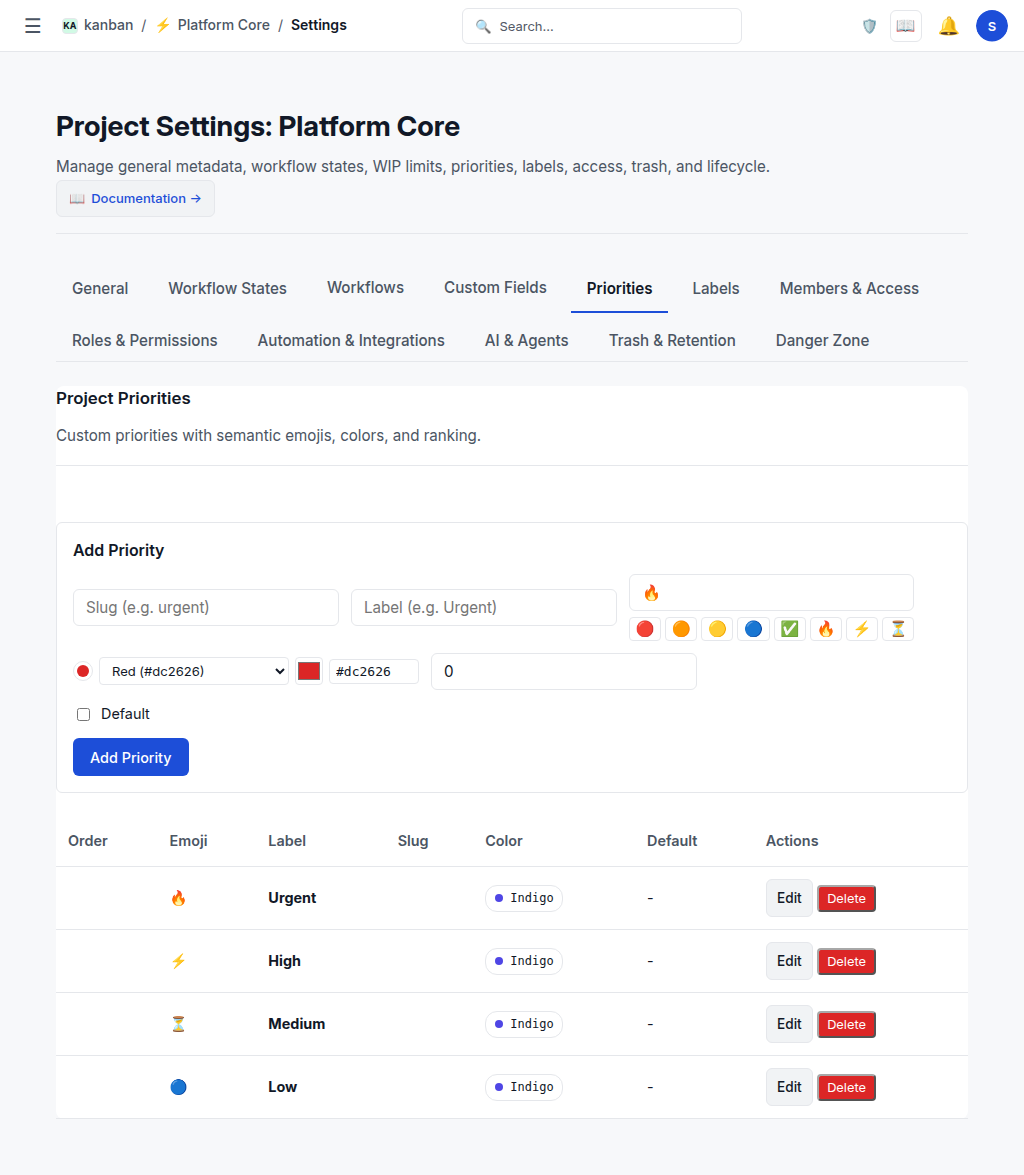 ☰ KA kanban / ⚡ Platform Core / Settings 🔍 Search... 🛡️ 📖 🔔 S
Project Settings: Platform Core
Manage general metadata, workflow states, WIP limits, priorities, labels, access, trash, and lifecycle.
📖 Documentation →
General Workflow States Workflows Custom Fields Priorities Labels Members & Access
Roles & Permissions Automation & Integrations AI & Agents Trash & Retention Danger Zone
Project Priorities
Custom priorities with semantic emojis, colors, and ranking.
Add Priority
Slug (e.g. urgent) Label (e.g. Urgent) 🔥
🔴 🟠 🟡 🔵 ✅ 🔥 ⚡ ⏳
Red (#dc2626) #dc2626 0
Default
Add Priority
Order Emoji Label Slug Color Default Actions
🔥 Urgent Indigo - Edit Delete
⚡ High Indigo - Edit Delete
⏳ Medium Indigo - Edit Delete
🔵 Low Indigo - Edit Delete